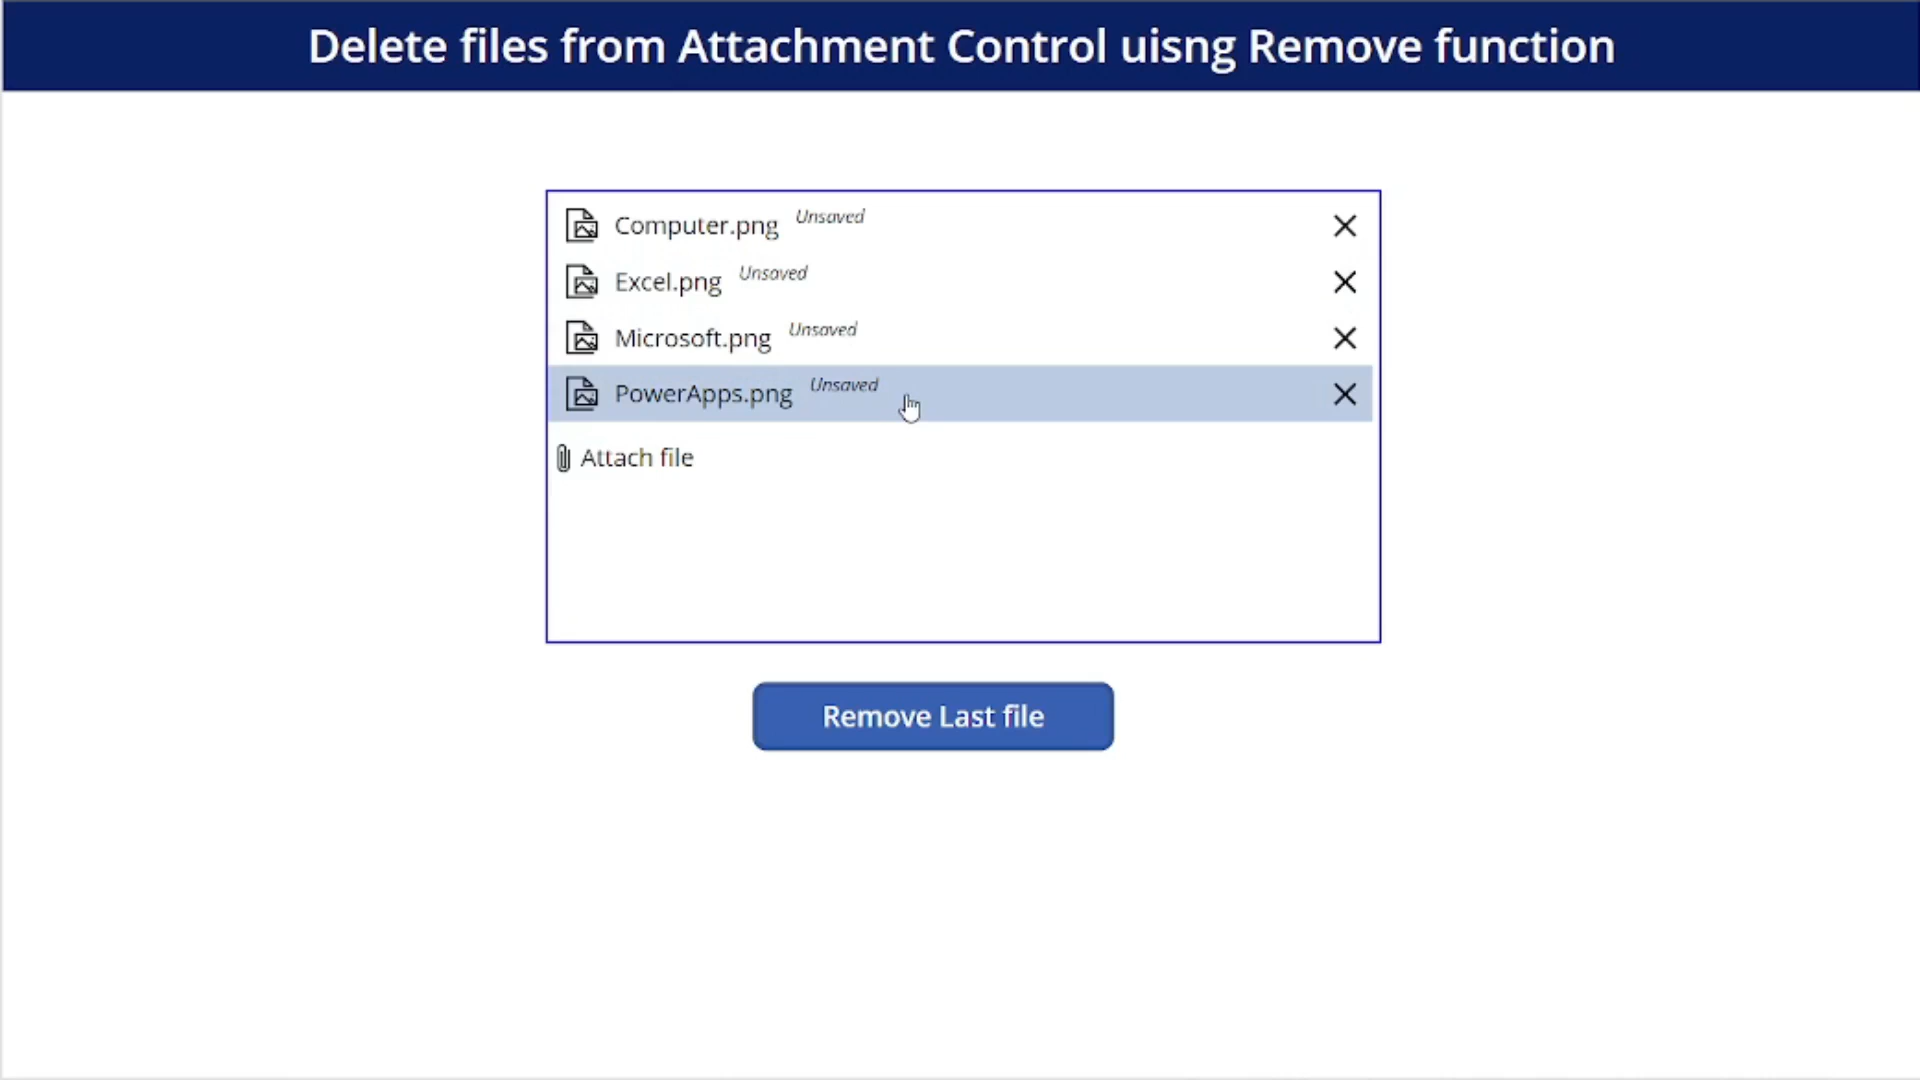 Delete files from Attachment Control uisng Remove function
Computer.png Unsaved
Excel.png Unsaved
Microsoft.png Unsaved
PowerApps.png Unsaved
Attach file
Remove Last file